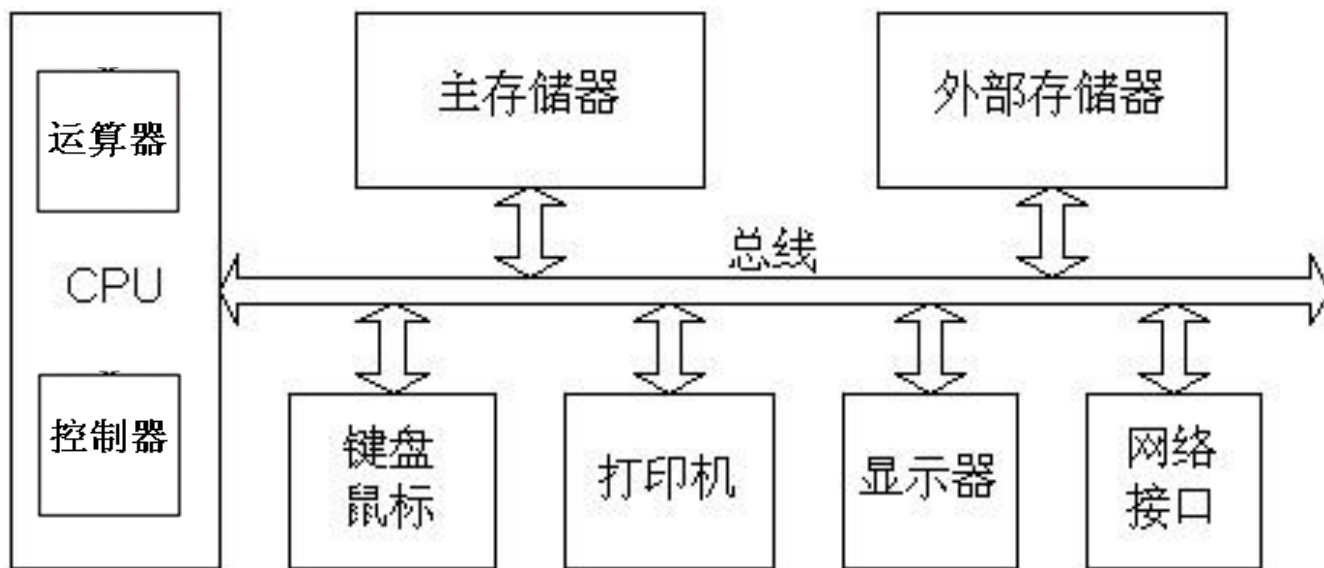 主存储器
外部存储器
运算器
总线
CPU
控制器
键盘
鼠标
打印机
显示器
网络
接口